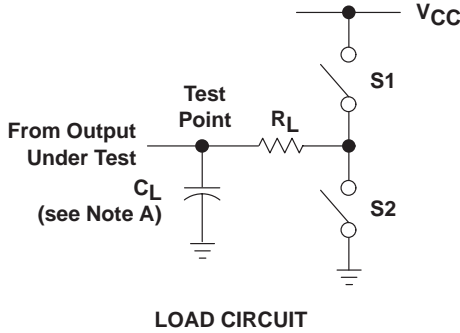 VCC
S1
Test
Point
RL
From Output
Under Test
CL
(see Note A)
S2
LOAD CIRCUIT